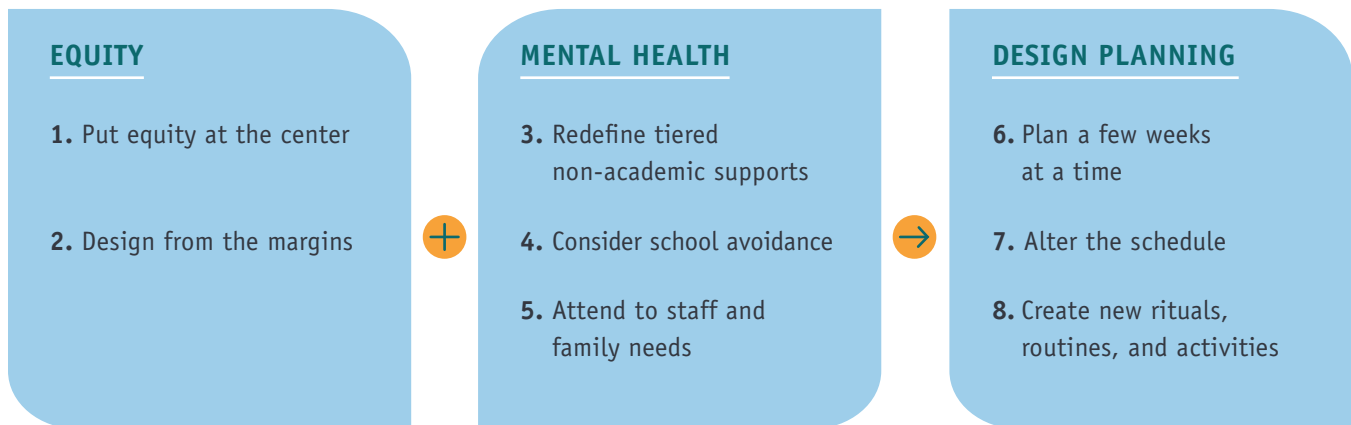 EQUITY
1. Put equity at the center
2. Design from the margins
MENTAL HEALTH
3. Redefine tiered
non-academic supports
4. Consider school avoidance
5. Attend to staff and
family needs
DESIGN PLANNING
6. Plan a few weeks
at a time
7. Alter the schedule
8. Create new rituals,
routines, and activities